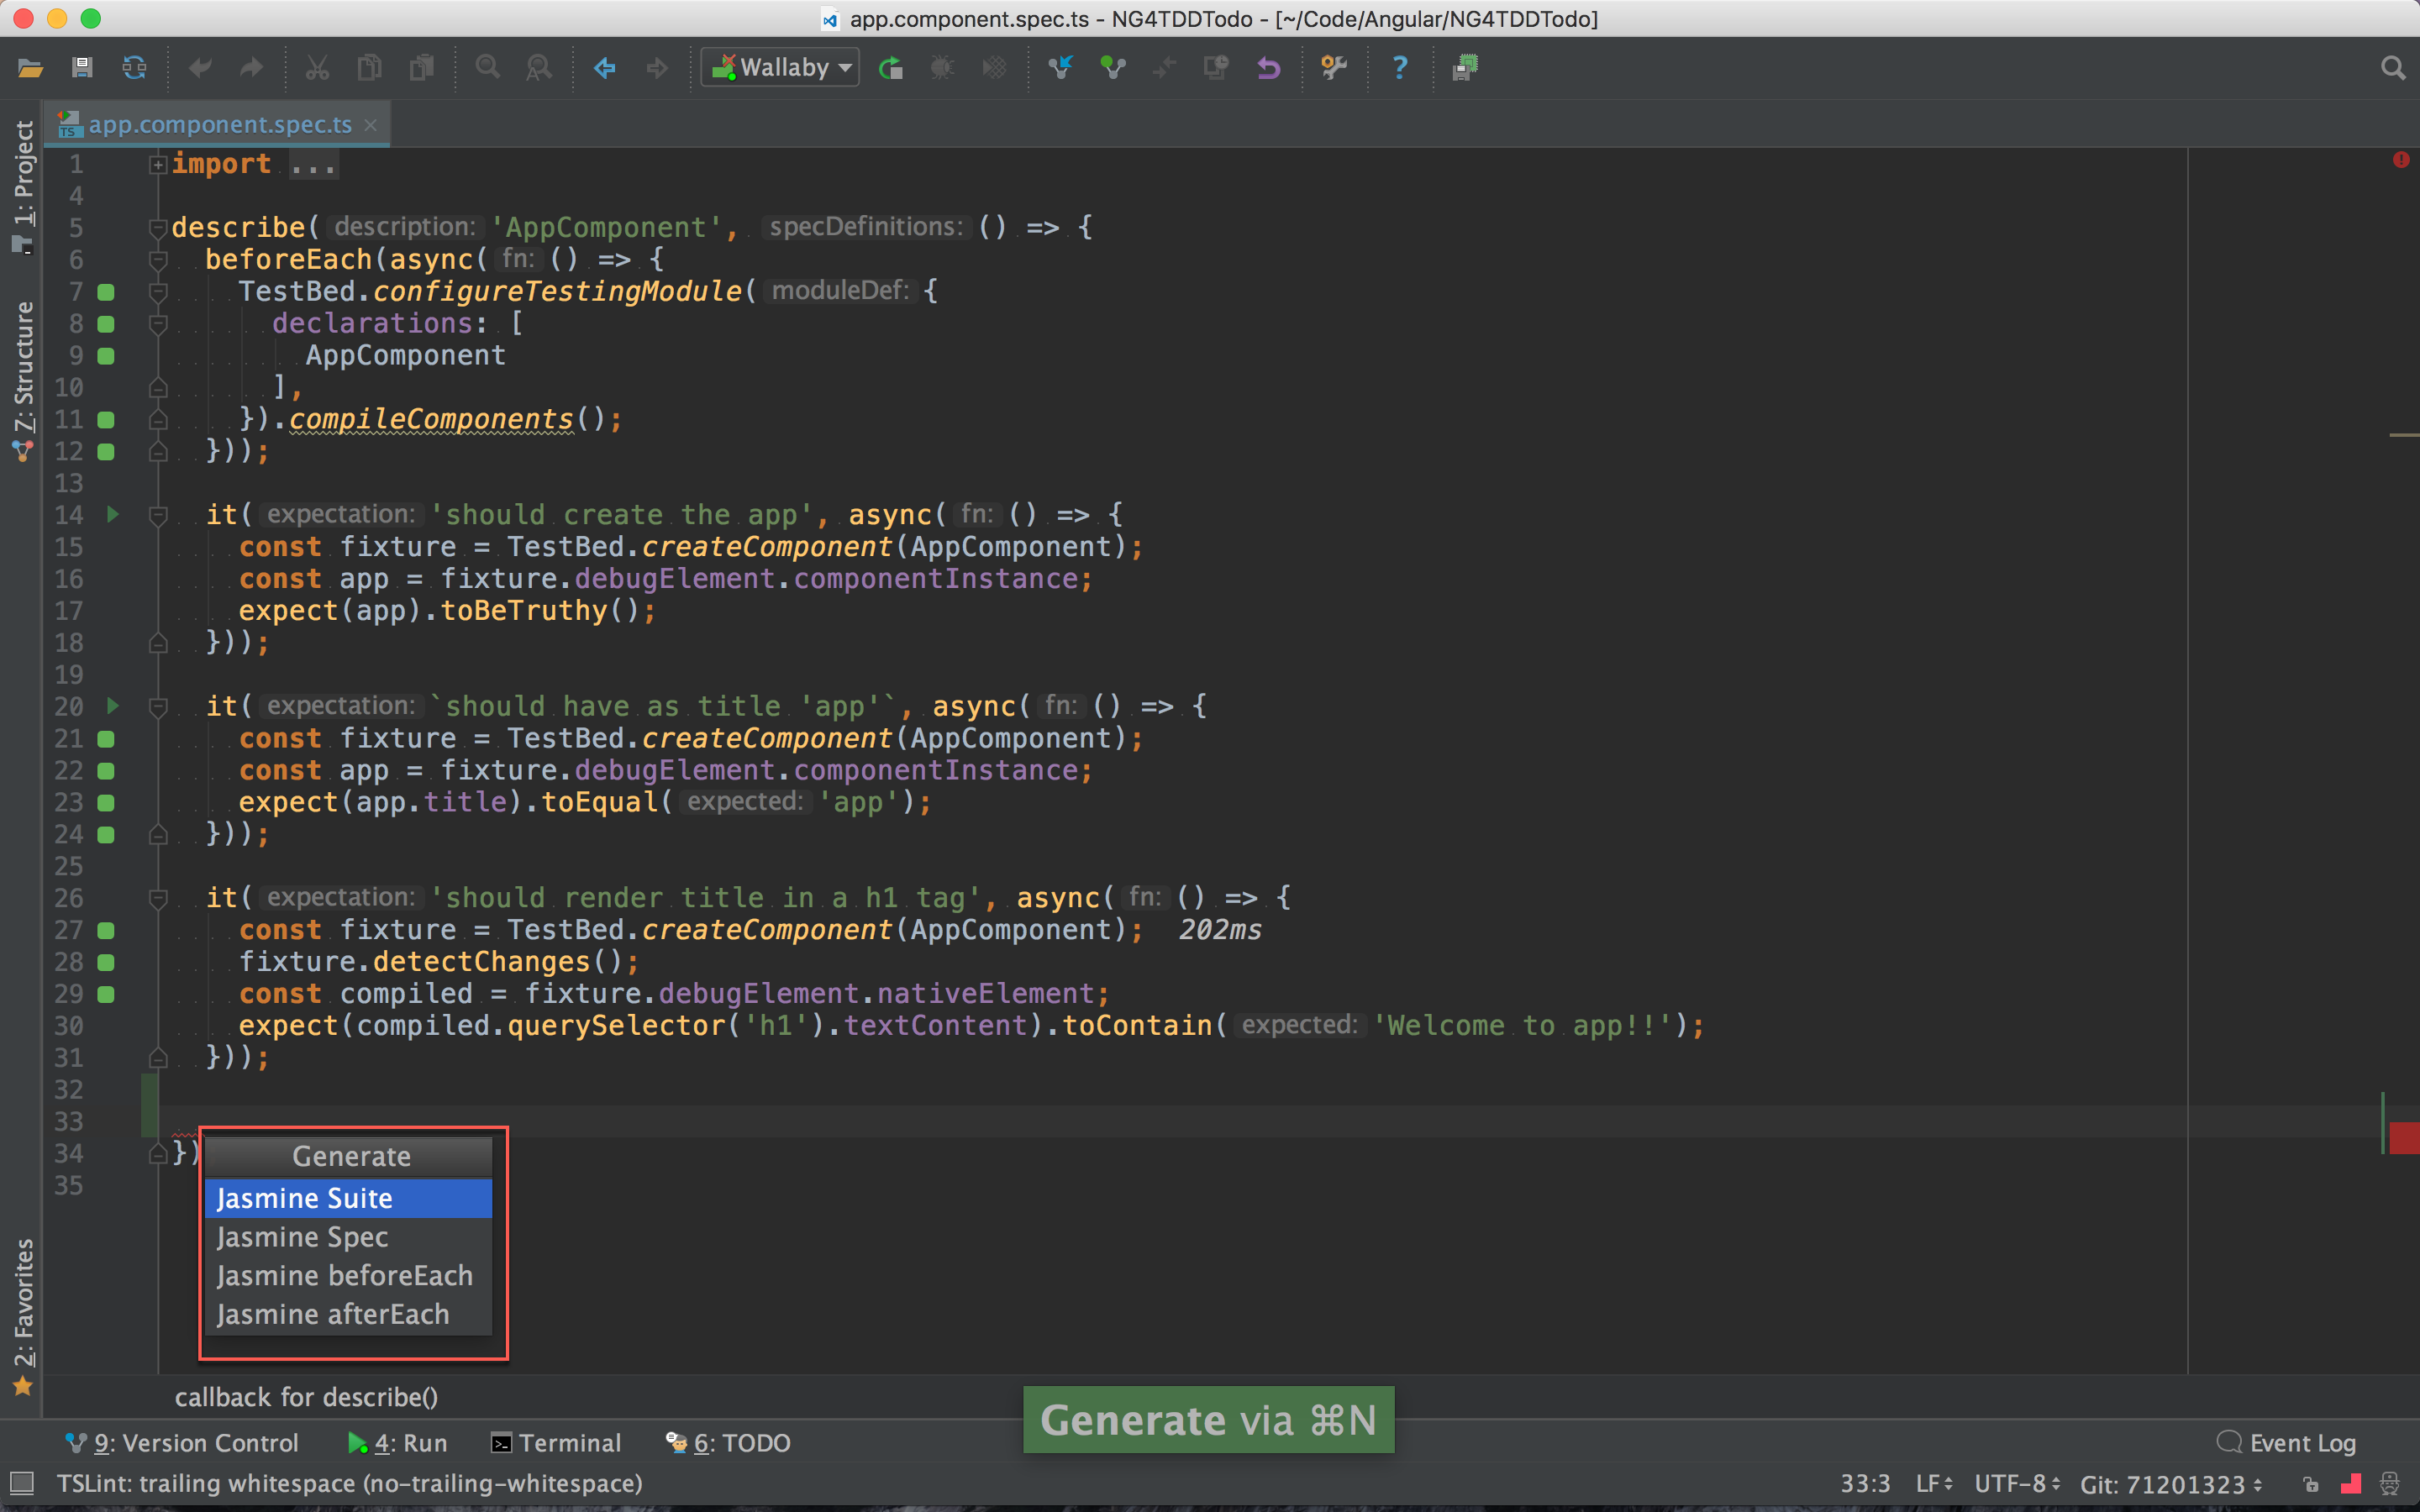 app.component.spec.ts - NG4TDDTodo - [~/Code/Angular/NG4TDDTodo]
Wallaby
app.component.spec.ts
1: Project
7: Structure
2: Favorites
1 import ...
4
5 describe( description: 'AppComponent', specDefinitions: () => {
6 beforeEach(async( fn: () => {
7 TestBed.configureTestingModule( moduleDef: {
8 declarations: [
9 AppComponent
10 ],
11 }).compileComponents();
12 }));
13
14 it( expectation: 'should create the app', async( fn: () => {
15 const fixture = TestBed.createComponent(AppComponent);
16 const app = fixture.debugElement.componentInstance;
17 expect(app).toBeTruthy();
18 }));
19
20 it( expectation: `should have as title 'app'`, async( fn: () => {
21 const fixture = TestBed.createComponent(AppComponent);
22 const app = fixture.debugElement.componentInstance;
23 expect(app.title).toEqual( expected: 'app');
24 }));
25
26 it( expectation: 'should render title in a h1 tag', async( fn: () => {
27 const fixture = TestBed.createComponent(AppComponent); 202ms
28 fixture.detectChanges();
29 const compiled = fixture.debugElement.nativeElement;
30 expect(compiled.querySelector('h1').textContent).toContain( expected: 'Welcome to app!!');
31 }));
32
33
34 })
35
Generate
Jasmine Suite
Jasmine Spec
Jasmine beforeEach
Jasmine afterEach
callback for describe()
Generate via ⌘N
9: Version Control 4: Run Terminal 6: TODO Event Log
TSLint: trailing whitespace (no-trailing-whitespace) 33:3 LF UTF-8 Git: 71201323